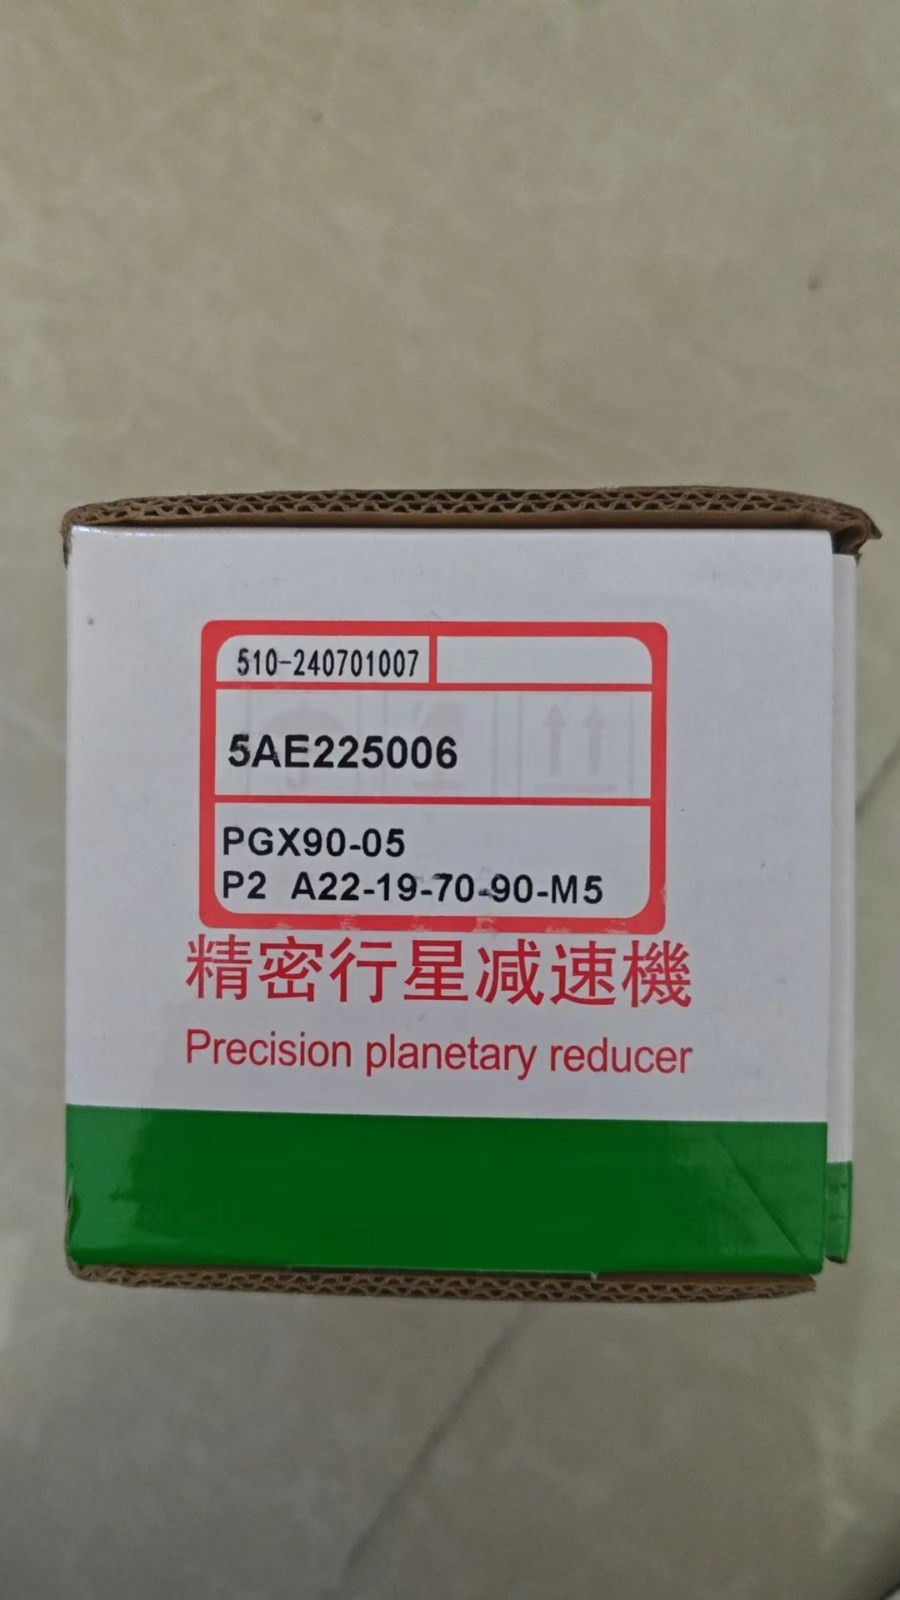 510-240701007
5AE225006
PGX90-05
P2 A22-19-70-90-M5
精密行星减速機
Precision planetary reducer